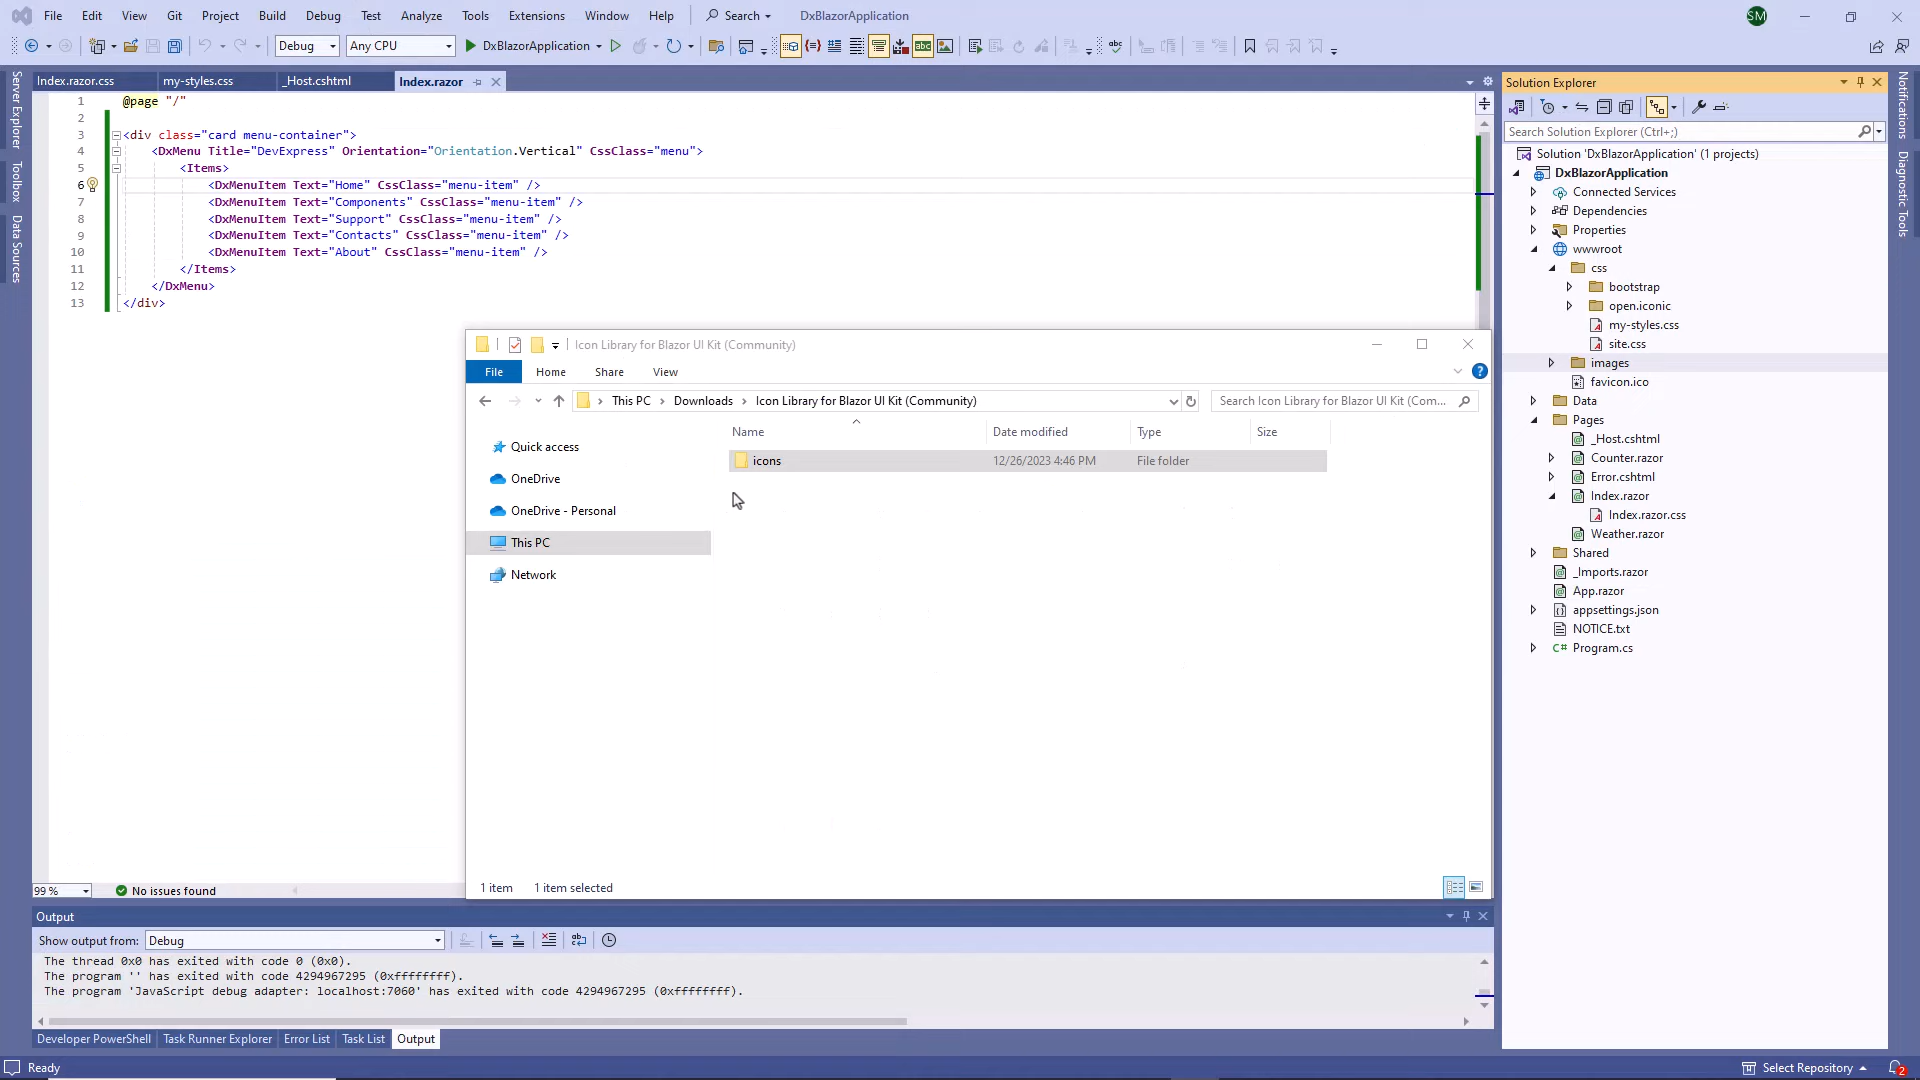 File Edit View Git Project Build Debug Test Analyze Tools Extensions Window Help Search DxBlazorApplication SM
Debug Any CPU DxBlazorApplication
Index.razor.css my-styles.css _Host.cshtml Index.razor
1 @page "/"
2
3 <div class="card menu-container">
4 <DxMenu Title="DevExpress" Orientation="Orientation.Vertical" CssClass="menu">
5 <Items>
6 <DxMenuItem Text="Home" CssClass="menu-item" />
7 <DxMenuItem Text="Components" CssClass="menu-item" />
8 <DxMenuItem Text="Support" CssClass="menu-item" />
9 <DxMenuItem Text="Contacts" CssClass="menu-item" />
10 <DxMenuItem Text="About" CssClass="menu-item" />
11 </Items>
12 </DxMenu>
13 </div>
Server Explorer
Toolbox
Data Sources
Icon Library for Blazor UI Kit (Community)
File Home Share View
This PC Downloads Icon Library for Blazor UI Kit (Community) Search Icon Library for Blazor UI Kit (Com...
Name Date modified Type Size
Quick access
icons 12/26/2023 4:46 PM File folder
OneDrive
OneDrive - Personal
This PC
Network
1 item 1 item selected
99 % No issues found
Output
Show output from: Debug
The thread 0x0 has exited with code 0 (0x0).
The program '' has exited with code 4294967295 (0xffffffff).
The program 'JavaScript debug adapter: localhost:7060' has exited with code 4294967295 (0xffffffff).
Developer PowerShell Task Runner Explorer Error List Task List Output
Ready
Select Repository 2
Solution Explorer
Search Solution Explorer (Ctrl+;)
Solution 'DxBlazorApplication' (1 projects)
DxBlazorApplication
Connected Services
Dependencies
Properties
wwwroot
css
bootstrap
open.iconic
my-styles.css
site.css
images
favicon.ico
Data
Pages
_Host.cshtml
Counter.razor
Error.cshtml
Index.razor
Index.razor.css
Weather.razor
Shared
_Imports.razor
App.razor
appsettings.json
NOTICE.txt
C# Program.cs
Notifications
Diagnostic Tools